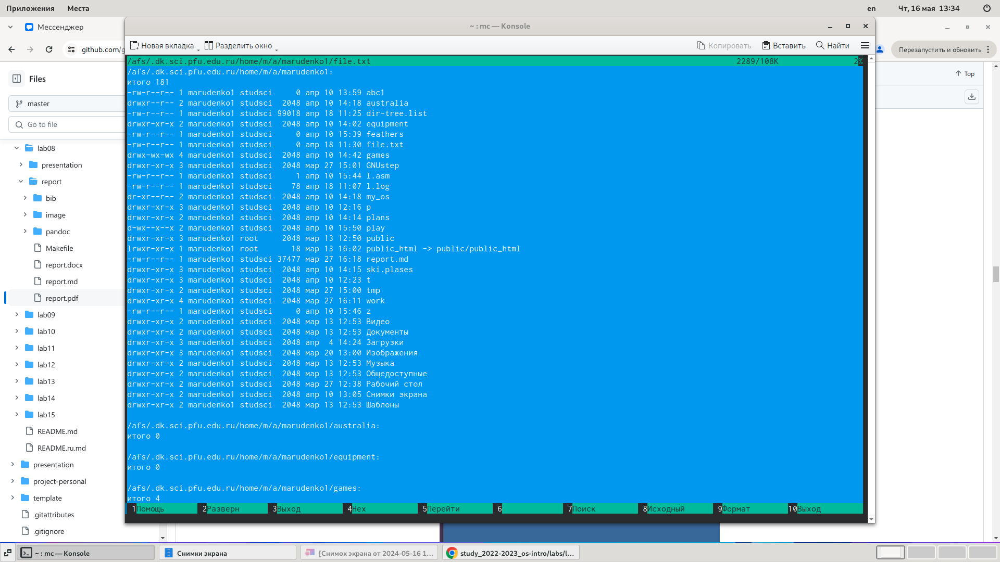 Приложения Места en Чт, 16 мая 13:34
Мессенджер
~ : mc — Konsole
github.com/g
Перезапустить и обновить
Новая вкладка Разделить окно Копировать Вставить Найти
Files
Top
master
Go to file
lab08
presentation
report
bib
image
pandoc
Makefile
report.docx
report.md
report.pdf
lab09
lab10
lab11
lab12
lab13
lab14
lab15
README.md
README.ru.md
presentation
project-personal
template
.gitattributes
.gitignore
/afs/.dk.sci.pfu.edu.ru/home/m/a/marudenko1/file.txt 2289/108K 2%
/afs/.dk.sci.pfu.edu.ru/home/m/a/marudenko1:
итого 181
-rw-r--r-- 1 marudenko1 studsci 0 апр 10 13:59 abc1
drwxr--r-- 2 marudenko1 studsci 2048 апр 10 14:18 australia
-rw-r--r-- 1 marudenko1 studsci 99018 апр 18 11:25 dir-tree.list
drwxr-xr-x 2 marudenko1 studsci 2048 апр 10 14:02 equipment
-rw-r--r-- 1 marudenko1 studsci 0 апр 10 15:39 feathers
-rw-r--r-- 1 marudenko1 studsci 0 апр 18 11:30 file.txt
drwx-wx-wx 4 marudenko1 studsci 2048 апр 10 14:42 games
drwxr-xr-x 3 marudenko1 studsci 2048 мар 27 15:01 GNUstep
-rw-r--r-- 1 marudenko1 studsci 1 апр 10 15:44 l.asm
-rw-r--r-- 1 marudenko1 studsci 78 апр 18 11:07 l.log
dr-xr--r-- 2 marudenko1 studsci 2048 апр 10 14:18 my_os
drwxr-xr-x 3 marudenko1 studsci 2048 апр 10 12:16 p
drwxr-xr-x 2 marudenko1 studsci 2048 апр 10 14:14 plans
d-wx--x--x 2 marudenko1 studsci 2048 апр 10 15:50 play
drwxr-xr-x 3 marudenko1 root 2048 мар 13 12:50 public
lrwxr-xr-x 1 marudenko1 root 18 мар 13 16:02 public_html -> public/public_html
-rw-r--r-- 1 marudenko1 studsci 37477 мар 27 16:18 report.md
drwxr-xr-x 3 marudenko1 studsci 2048 апр 10 14:15 ski.plases
drwxr-xr-x 3 marudenko1 studsci 2048 апр 10 12:23 t
drwxr-xr-x 2 marudenko1 studsci 2048 мар 27 15:00 tmp
drwxr-xr-x 4 marudenko1 studsci 2048 мар 27 16:11 work
-rw-r--r-- 1 marudenko1 studsci 0 апр 10 15:46 z
drwxr-xr-x 2 marudenko1 studsci 2048 мар 13 12:53 Видео
drwxr-xr-x 2 marudenko1 studsci 2048 мар 13 12:53 Документы
drwxr-xr-x 3 marudenko1 studsci 2048 апр 4 14:24 Загрузки
drwxr-xr-x 3 marudenko1 studsci 2048 мар 20 13:00 Изображения
drwxr-xr-x 2 marudenko1 studsci 2048 мар 13 12:53 Музыка
drwxr-xr-x 2 marudenko1 studsci 2048 мар 13 12:53 Общедоступные
drwxr-xr-x 2 marudenko1 studsci 2048 мар 27 12:38 Рабочий стол
drwxr-xr-x 2 marudenko1 studsci 2048 апр 10 13:05 Снимки экрана
drwxr-xr-x 2 marudenko1 studsci 2048 мар 13 12:53 Шаблоны
/afs/.dk.sci.pfu.edu.ru/home/m/a/marudenko1/australia:
итого 0
/afs/.dk.sci.pfu.edu.ru/home/m/a/marudenko1/equipment:
итого 0
/afs/.dk.sci.pfu.edu.ru/home/m/a/marudenko1/games:
итого 4
1Помощь 2Разверн 3Выход 4Hex 5Перейти 6 7Поиск 8Исходный 9Формат 10Выход
~ : mc — Konsole Снимки экрана [Снимок экрана от 2024-05-16 1... study_2022-2023_os-intro/labs/l...